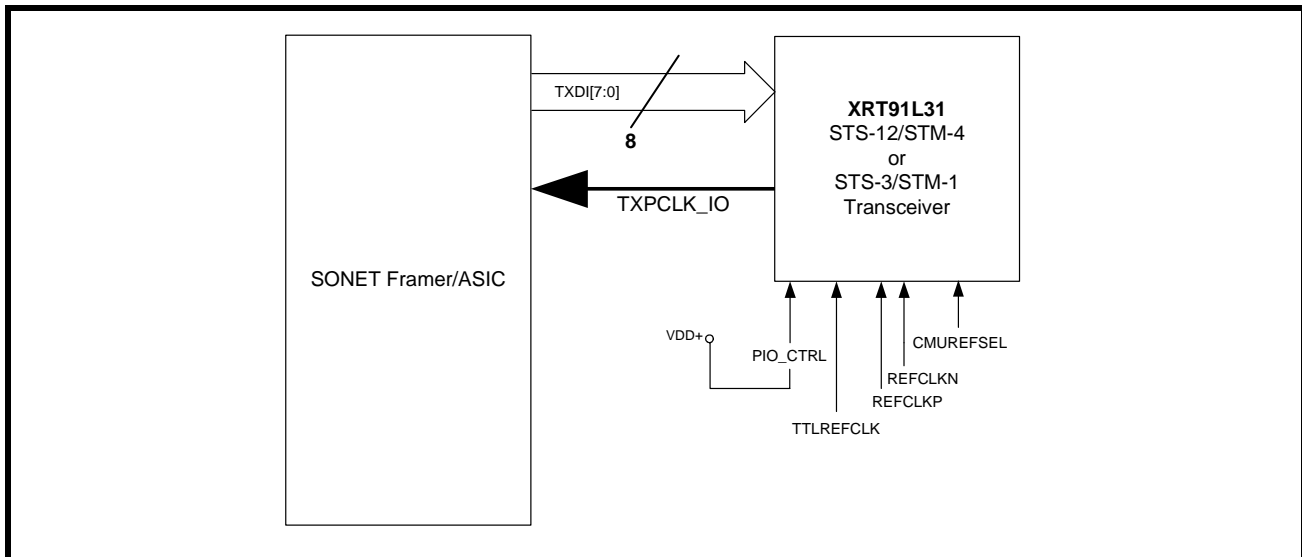 TXDI[7:0]
8
XRT91L31
STS-12/STM-4
or
STS-3/STM-1
Transceiver
TXPCLK_IO
SONET Framer/ASIC
VDD+
PIO_CTRL
CMUREFSEL
REFCLKN
REFCLKP
TTLREFCLK